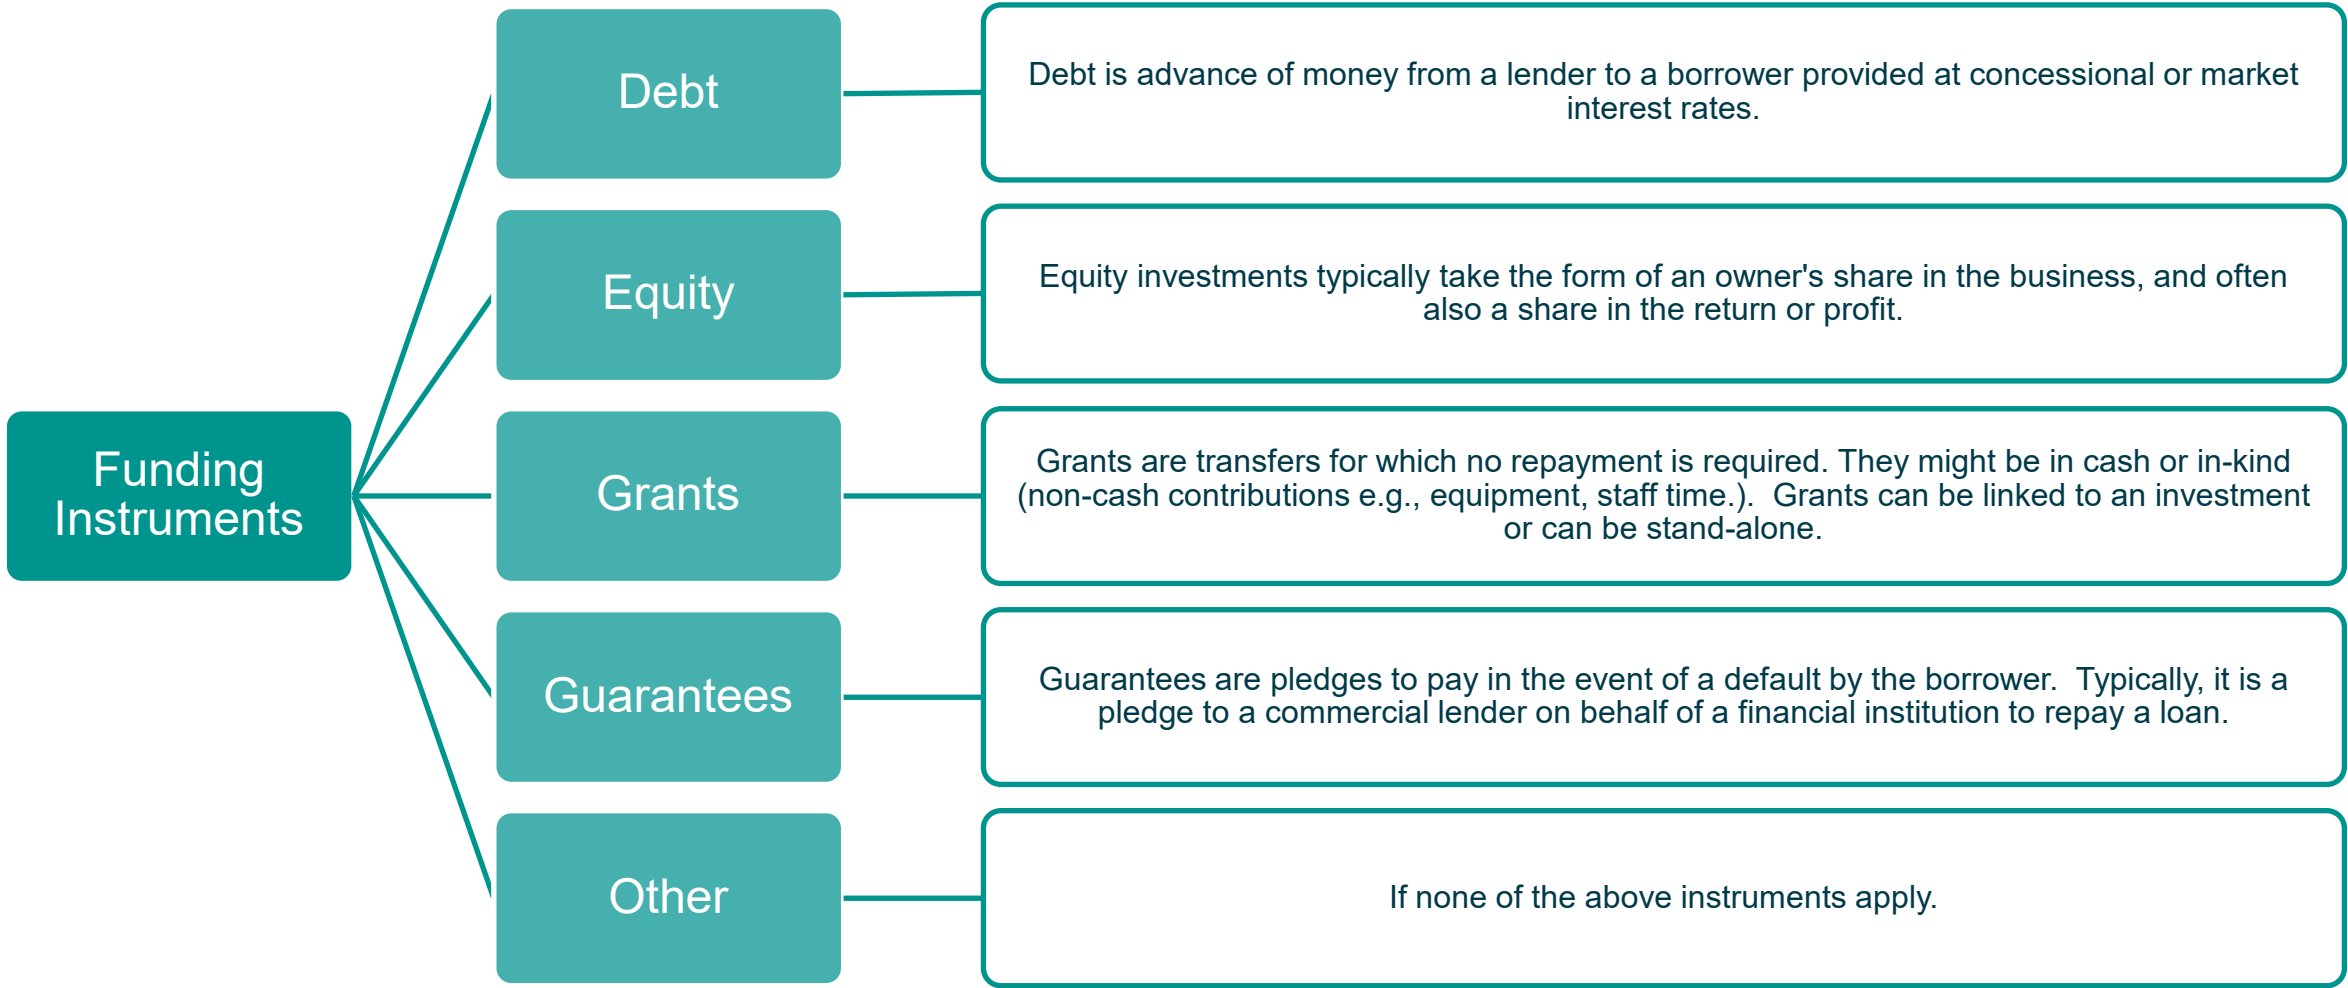 Debt
Debt is advance of money from a lender to a borrower provided at concessional or market
interest rates.
Equity
Equity investments typically take the form of an owner's share in the business, and often
also a share in the return or profit.
Funding
Instruments
Grants
Grants are transfers for which no repayment is required. They might be in cash or in-kind
(non-cash contributions e.g., equipment, staff time.).  Grants can be linked to an investment
or can be stand-alone.
Guarantees
Guarantees are pledges to pay in the event of a default by the borrower.  Typically, it is a
pledge to a commercial lender on behalf of a financial institution to repay a loan.
Other
If none of the above instruments apply.